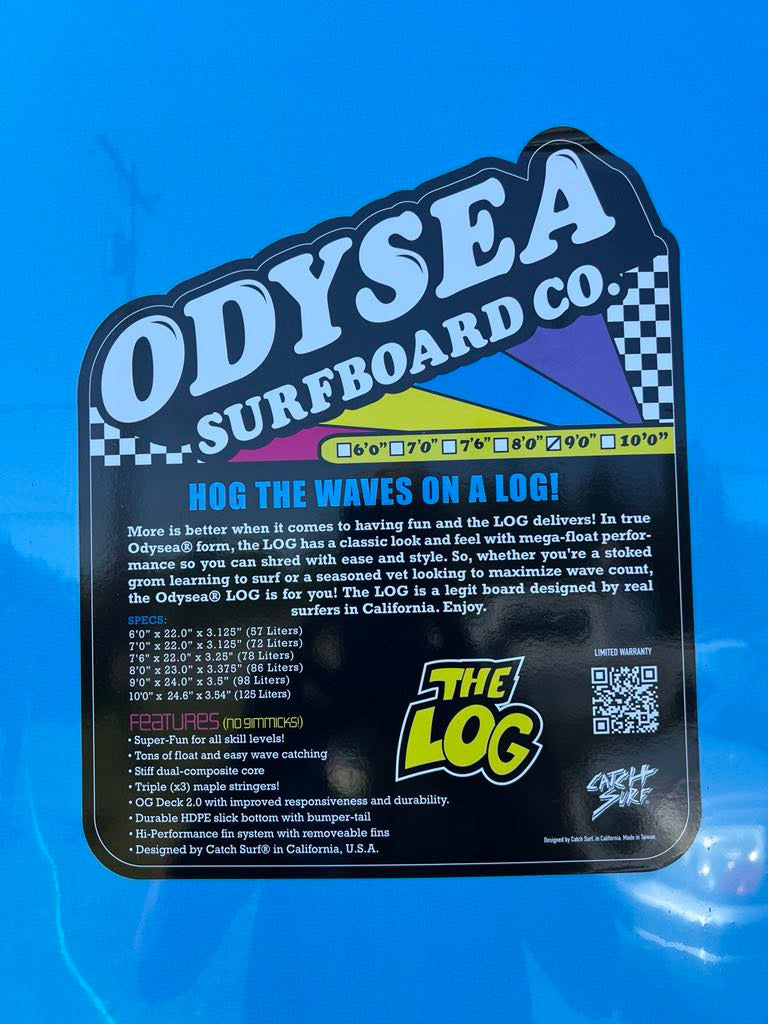 ODYSEA
SURFBOARD CO.
6'0" 7'0" 7'6" 8'0" 9'0" 10'0"
HOG THE WAVES ON A LOG!
More is better when it comes to having fun and the LOG delivers! In true
Odysea® form, the LOG has a classic look and feel with mega-float perfor-
mance so you can shred with ease and style. So, whether you're a stoked
grom learning to surf or a seasoned vet looking to maximize wave count,
the Odysea® LOG is for you! The LOG is a legit board designed by real
surfers in California. Enjoy.
SPECS:
6'0" x 22.0" x 3.125" (57 Liters)
7'0" x 22.0" x 3.125" (72 Liters)
7'6" x 22.0" x 3.25" (78 Liters)
8'0" x 23.0" x 3.375" (86 Liters)
9'0" x 24.0" x 3.5" (98 Liters)
10'0" x 24.6" x 3.54" (125 Liters)
FEATURES (no gimmicks!)
• Super-Fun for all skill levels!
• Tons of float and easy wave catching
• Stiff dual-composite core
• Triple (x3) maple stringers!
• OG Deck 2.0 with improved responsiveness and durability.
• Durable HDPE slick bottom with bumper-tail
• Hi-Performance fin system with removeable fins
• Designed by Catch Surf® in California, U.S.A.
THE
LOG
LIMITED WARRANTY
CATCH
SURF.
Designed by Catch Surf. in California. Made in Taiwan.